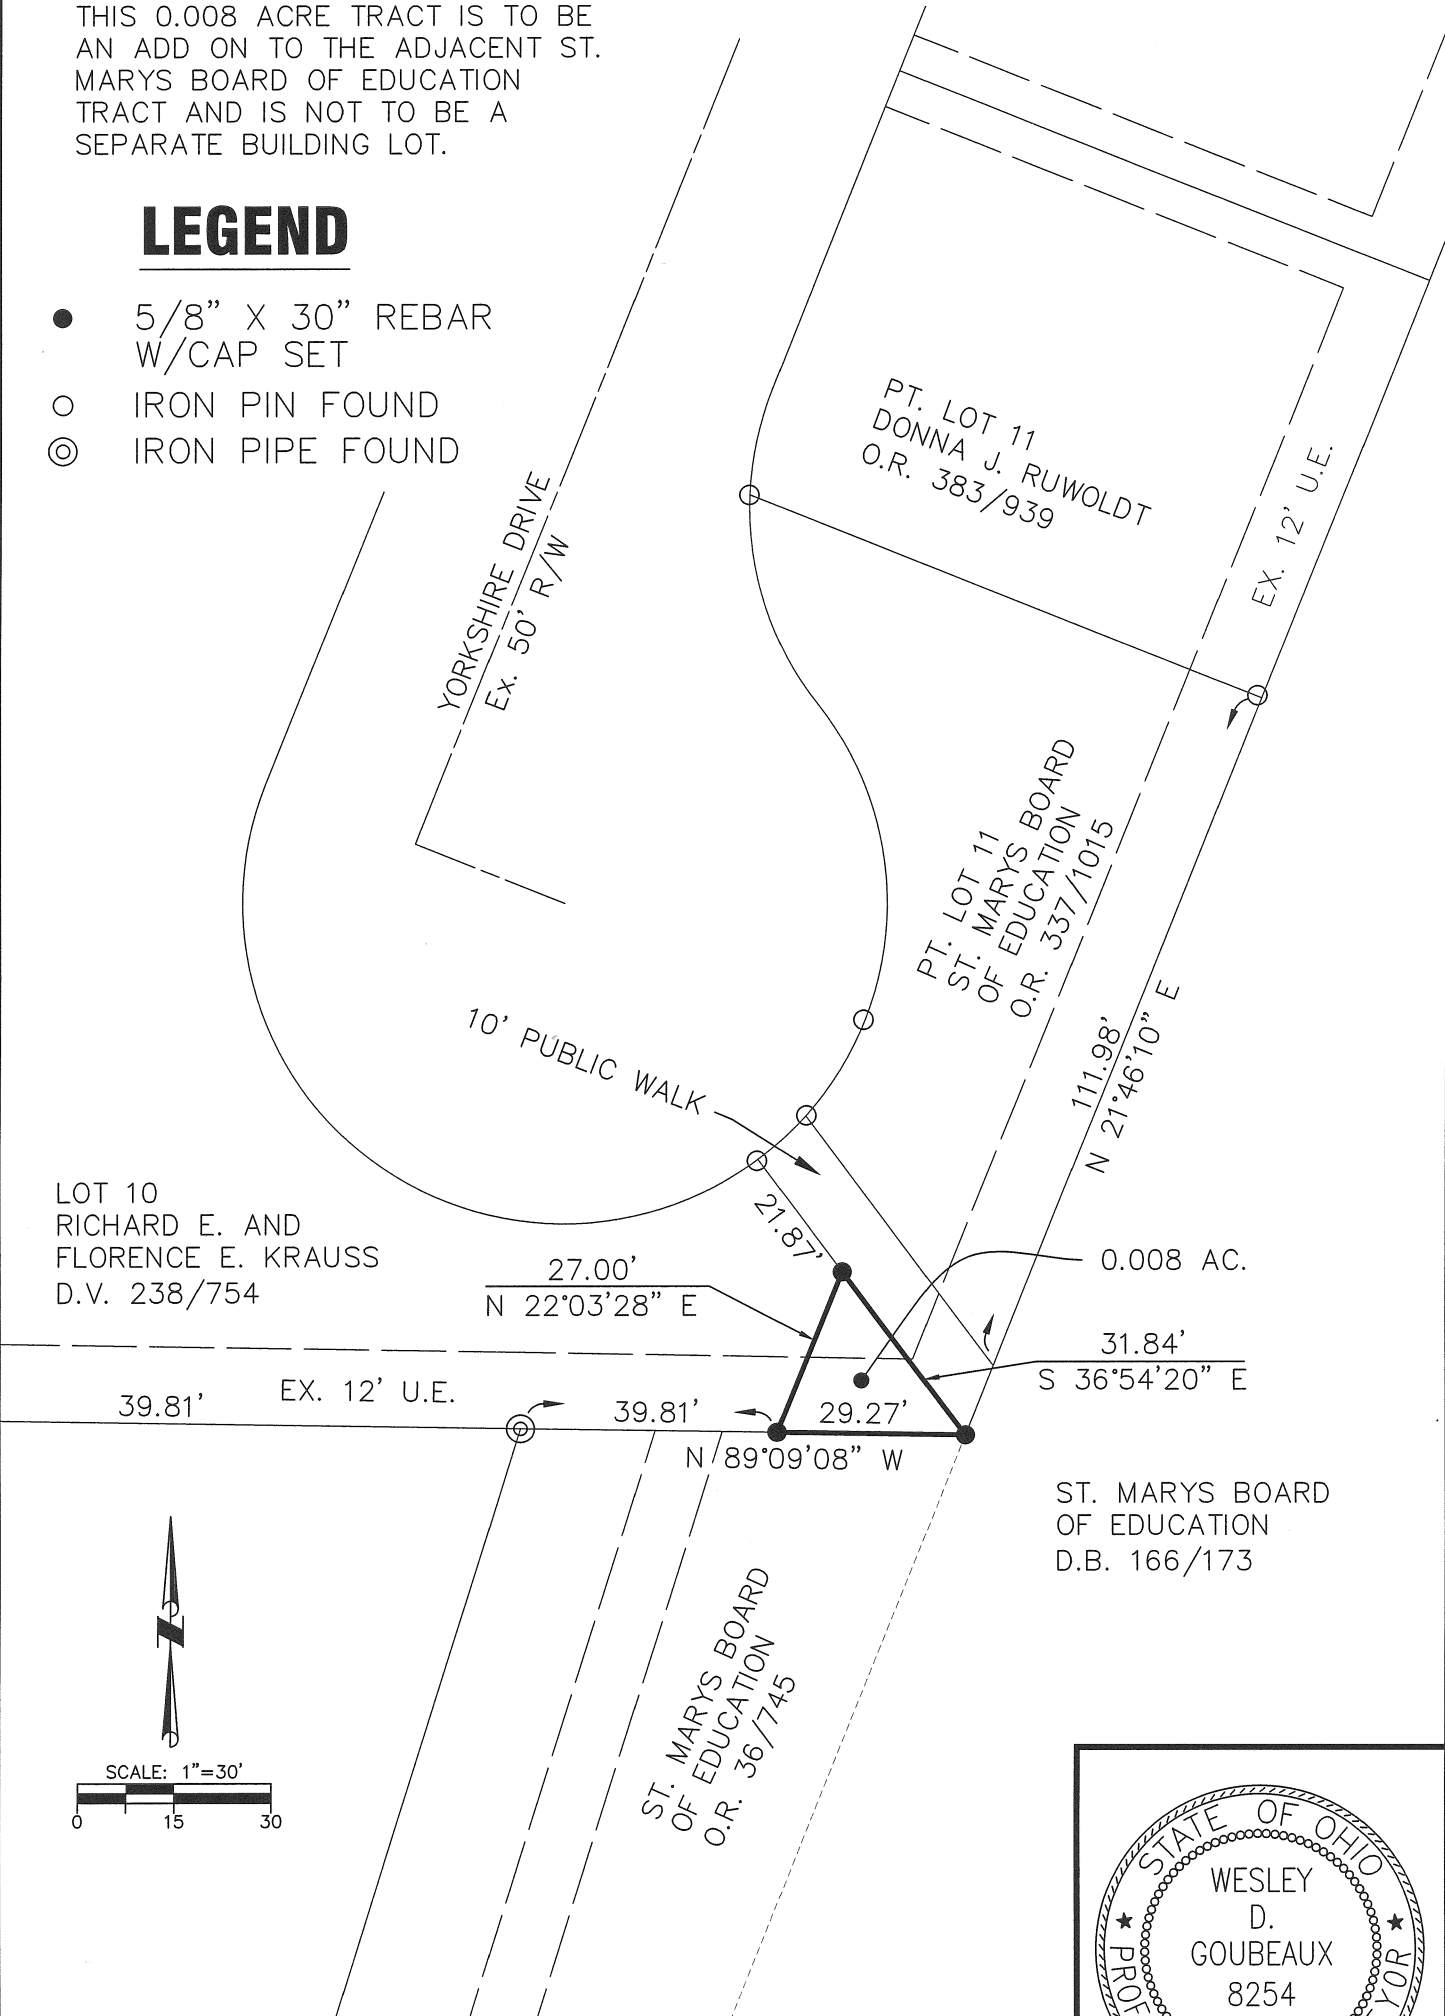 THIS 0.008 ACRE TRACT IS TO BE
AN ADD ON TO THE ADJACENT ST.
MARYS BOARD OF EDUCATION
TRACT AND IS NOT TO BE A
SEPARATE BUILDING LOT.
LEGEND
5/8" X 30" REBAR
W/CAP SET
IRON PIN FOUND
IRON PIPE FOUND
PT. LOT 11
DONNA J. RUWOLDT
O.R. 383/939
EX. 12' U.E.
YORKSHIRE DRIVE
Ex. 50' R/W
PT. LOT 11
ST. MARYS BOARD
OF EDUCATION
O.R. 337/1015
111.98'
N 21°46'10" E
10' PUBLIC WALK
21.87'
LOT 10
RICHARD E. AND
FLORENCE E. KRAUSS
D.V. 238/754
27.00'
N 22°03'28" E
0.008 AC.
31.84'
S 36°54'20" E
EX. 12' U.E.
39.81'
39.81'
29.27'
N 89°09'08" W
ST. MARYS BOARD
OF EDUCATION
D.B. 166/173
ST. MARYS BOARD
OF EDUCATION
O.R. 36/745
N
SCALE: 1"=30'
0 15 30
STATE OF OHIO
WESLEY
D.
GOUBEAUX
8254